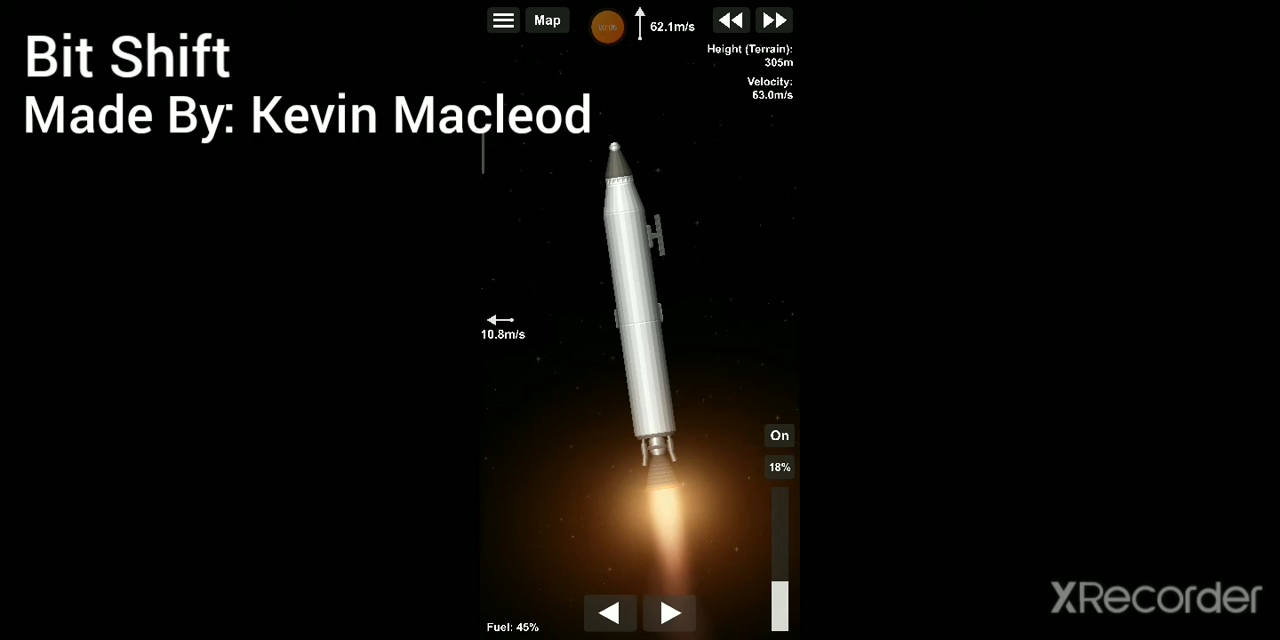 Bit Shift
Made By: Kevin Macleod
Map
62.1m/s
Height (Terrain):
305m
Velocity:
63.0m/s
10.8m/s
On
18%
Fuel: 45%
XRecorder